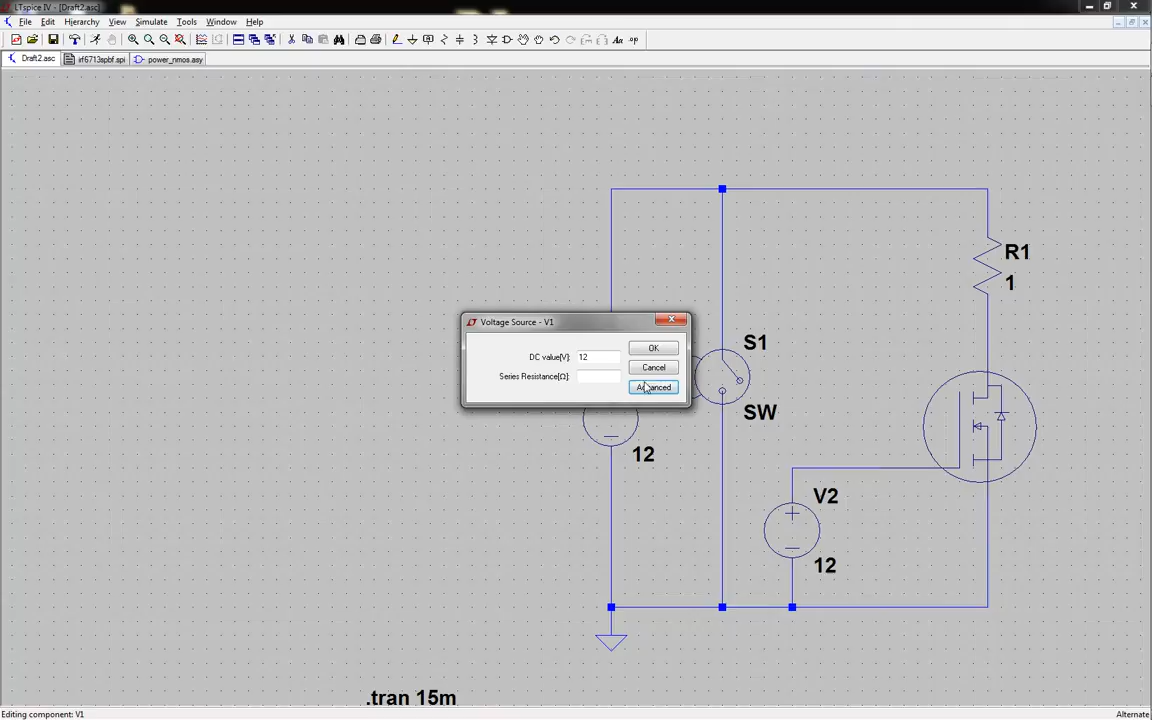 LTspice IV - [Draft2.asc]
File Edit Hierarchy View Simulate Tools Window Help
Aa .op
Draft2.asc irf6713spbf.spi power_nmos.asy
R1
1
Voltage Source - V1
DC value[V]: 12 OK
Series Resistance[Ω]: Cancel
Advanced
S1
SW
12
V2
12
.tran 15m
Editing component: V1 Alternate